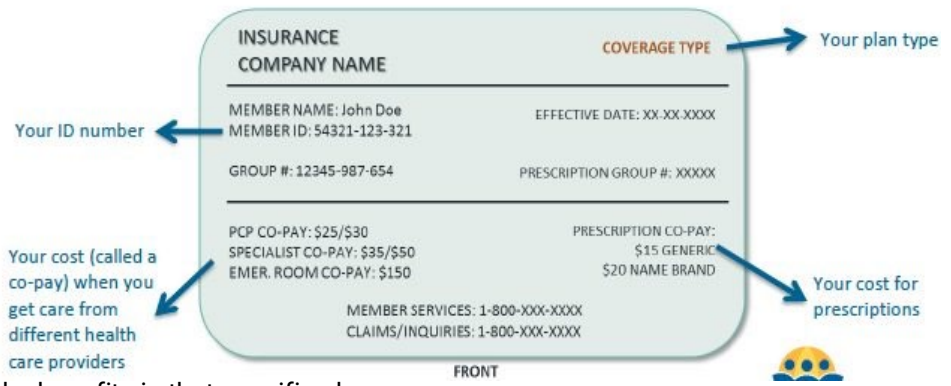 INSURANCE
COMPANY NAME
COVERAGE TYPE
Your plan type
MEMBER NAME: John Doe
MEMBER ID: 54321-123-321
EFFECTIVE DATE: XX-XX-XXXX
Your ID number
GROUP #: 12345-987-654
PRESCRIPTION GROUP #: XXXXX
PCP CO-PAY: $25/$30
SPECIALIST CO-PAY: $35/$50
EMER. ROOM CO-PAY: $150
PRESCRIPTION CO-PAY:
$15 GENERIC
$20 NAME BRAND
Your cost (called a
co-pay) when you
get care from
different health
care providers
Your cost for
prescriptions
MEMBER SERVICES: 1-800-XXX-XXXX
CLAIMS/INQUIRIES: 1-800-XXX-XXXX
FRONT